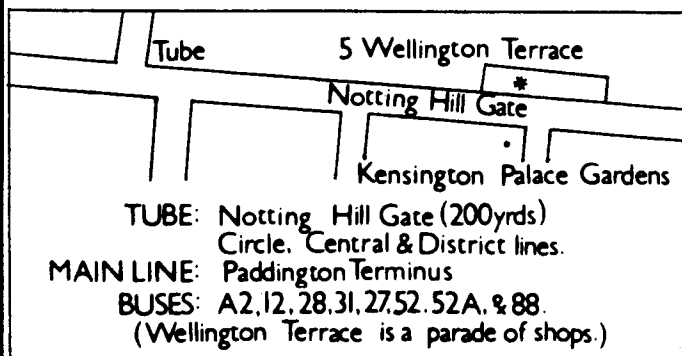 Tube
5 Wellington Terrace
*
Notting Hill Gate
Kensington Palace Gardens
TUBE: Notting Hill Gate (200yrds)
Circle. Central & District lines.
MAIN LINE: Paddington Terminus
BUSES: A2,12,28,31,27,52.52A, & 88.
(Wellington Terrace is a parade of shops.)